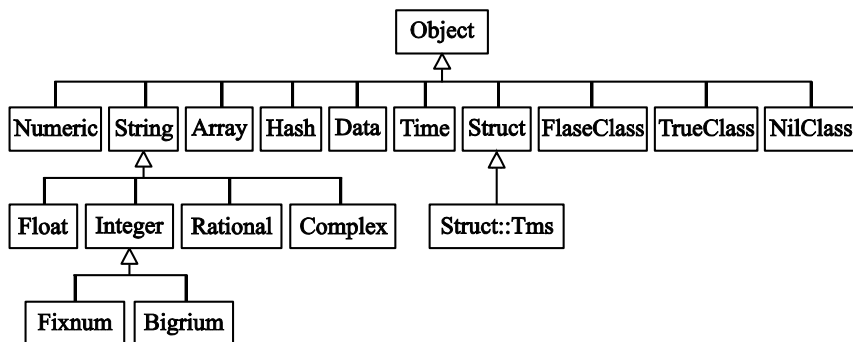 Object
Numeric String Array Hash Data Time Struct FlaseClass TrueClass NilClass
Float Integer Rational Complex Struct::Tms
Fixnum Bigrium